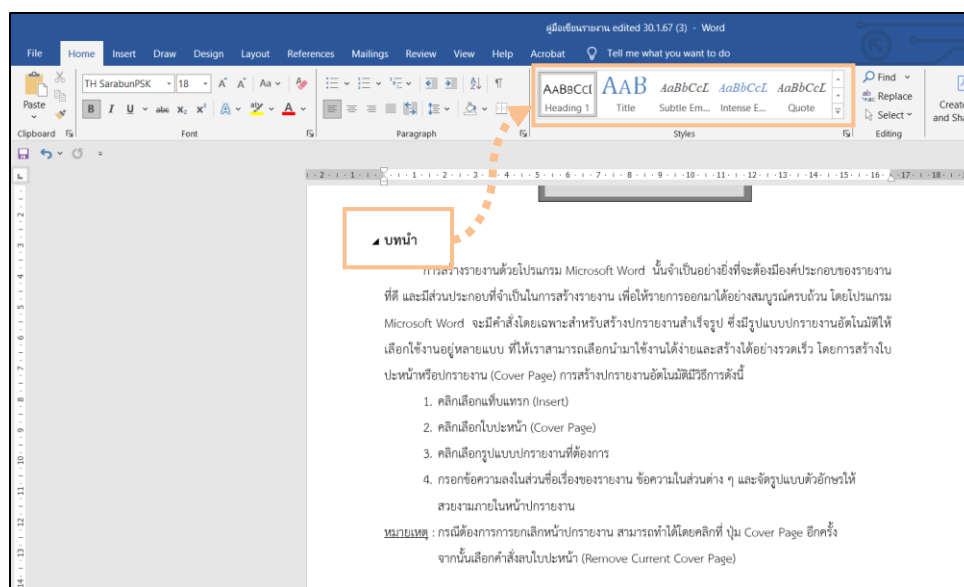 คู่มือเขียนรายงาน edited 30.1.67 (3) - Word
File Home Insert Draw Design Layout References Mailings Review View Help Acrobat Tell me what you want to do
TH SarabunPSK 18 A A Aa A
Paste
B I U abc x₂ x² A aby A
AaBbCcI AaB AaBbCcL AaBbCcL AaBbCcL
Heading 1 Title Subtle Em... Intense E... Quote
Find
Replace
Select
Create
and Sha
Clipboard Font Paragraph Styles Editing
L
2 1 1 2 3 4 5 6 7 8 9 10 11 12 13 14 15 16 17 18
บทนำ
การสร้างรายงานด้วยโปรแกรม Microsoft Word นั้นจำเป็นอย่างยิ่งที่จะต้องมีองค์ประกอบของรายงาน
ที่ดี และมีส่วนประกอบที่จำเป็นในการสร้างรายงาน เพื่อให้รายการออกมาได้อย่างสมบูรณ์ครบถ้วน โดยโปรแกรม
Microsoft Word จะมีคำสั่งโดยเฉพาะสำหรับสร้างปกรายงานสำเร็จรูป ซึ่งมีรูปแบบปกรายงานอัตโนมัติให้
เลือกใช้งานอยู่หลายแบบ ที่ให้เราสามารถเลือกนำมาใช้งานได้ง่ายและสร้างได้อย่างรวดเร็ว โดยการสร้างใบ
ปะหน้าหรือปกรายงาน (Cover Page) การสร้างปกรายงานอัตโนมัติมีวิธีการดังนี้
1. คลิกเลือกแท็บแทรก (Insert)
2. คลิกเลือกใบปะหน้า (Cover Page)
3. คลิกเลือกรูปแบบปกรายงานที่ต้องการ
4. กรอกข้อความลงในส่วนชื่อเรื่องของรายงาน ข้อความในส่วนต่าง ๆ และจัดรูปแบบตัวอักษรให้
สวยงามภายในหน้าปกรายงาน
หมายเหตุ : กรณีต้องการการยกเลิกหน้าปกรายงาน สามารถทำได้โดยคลิกที่ ปุ่ม Cover Page อีกครั้ง
จากนั้นเลือกคำสั่งลบใบปะหน้า (Remove Current Cover Page)